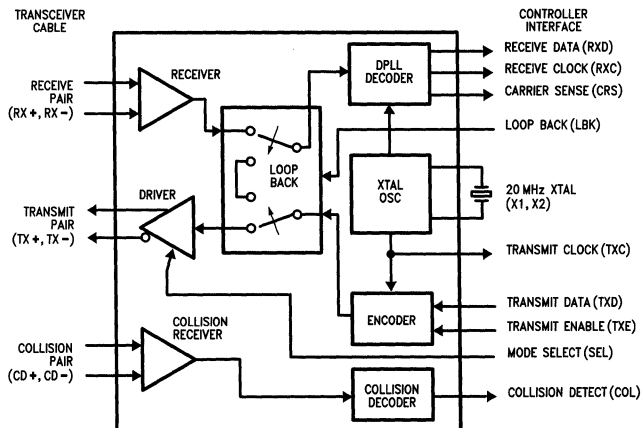 TRANSCEIVER
CABLE
CONTROLLER
INTERFACE
RECEIVE
PAIR
(RX+, RX-)
RECEIVER
DPLL
DECODER
RECEIVE DATA (RXD)
RECEIVE CLOCK (RXC)
CARRIER SENSE (CRS)
LOOP BACK (LBK)
LOOP
BACK
XTAL
OSC
20 MHz XTAL
(X1, X2)
DRIVER
TRANSMIT
PAIR
(TX+, TX-)
TRANSMIT CLOCK (TXC)
ENCODER
TRANSMIT DATA (TXD)
TRANSMIT ENABLE (TXE)
MODE SELECT (SEL)
COLLISION
RECEIVER
COLLISION
PAIR
(CD+, CD-)
COLLISION
DECODER
COLLISION DETECT (COL)